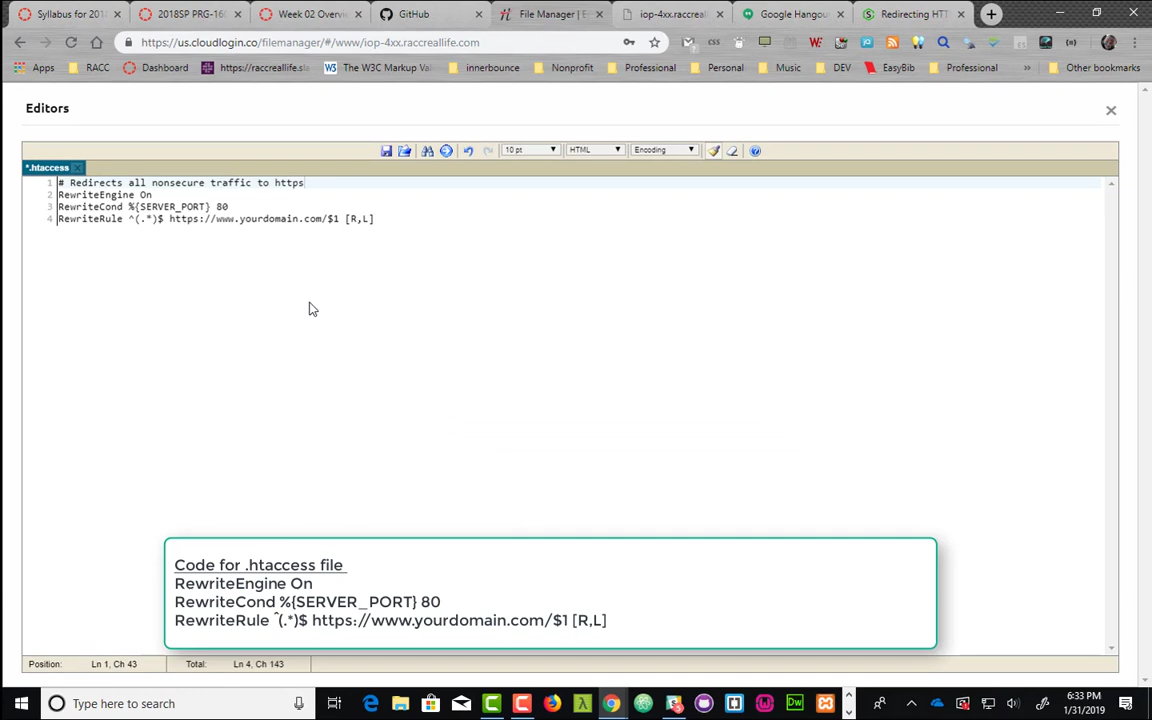 Syllabus for 201
2018SP PRG-16
Week 02 Overvi
GitHub
File Manager | E
iop-4xx.raccreal
Google Hangou
Redirecting HTT
https://us.cloudlogin.co/filemanager/#/www/iop-4xx.raccreallife.com
css
Apps
RACC
Dashboard
https://raccreallife.sla
The W3C Markup Val
innerbounce
Nonprofit
Professional
Personal
Music
DEV
EasyBib
Professional
»
Other bookmarks
Editors
10 pt
HTML
Encoding
*.htaccess
1 # Redirects all nonsecure traffic to https
2 RewriteEngine On
3 RewriteCond %{SERVER_PORT} 80
4 RewriteRule ^(.*)$ https://www.yourdomain.com/$1 [R,L]
Code for .htaccess file
RewriteEngine On
RewriteCond %{SERVER_PORT} 80
RewriteRule ^(.*)$ https://www.yourdomain.com/$1 [R,L]
Position: Ln 1, Ch 43 Total: Ln 4, Ch 143
Type here to search
6:33 PM
1/31/2019